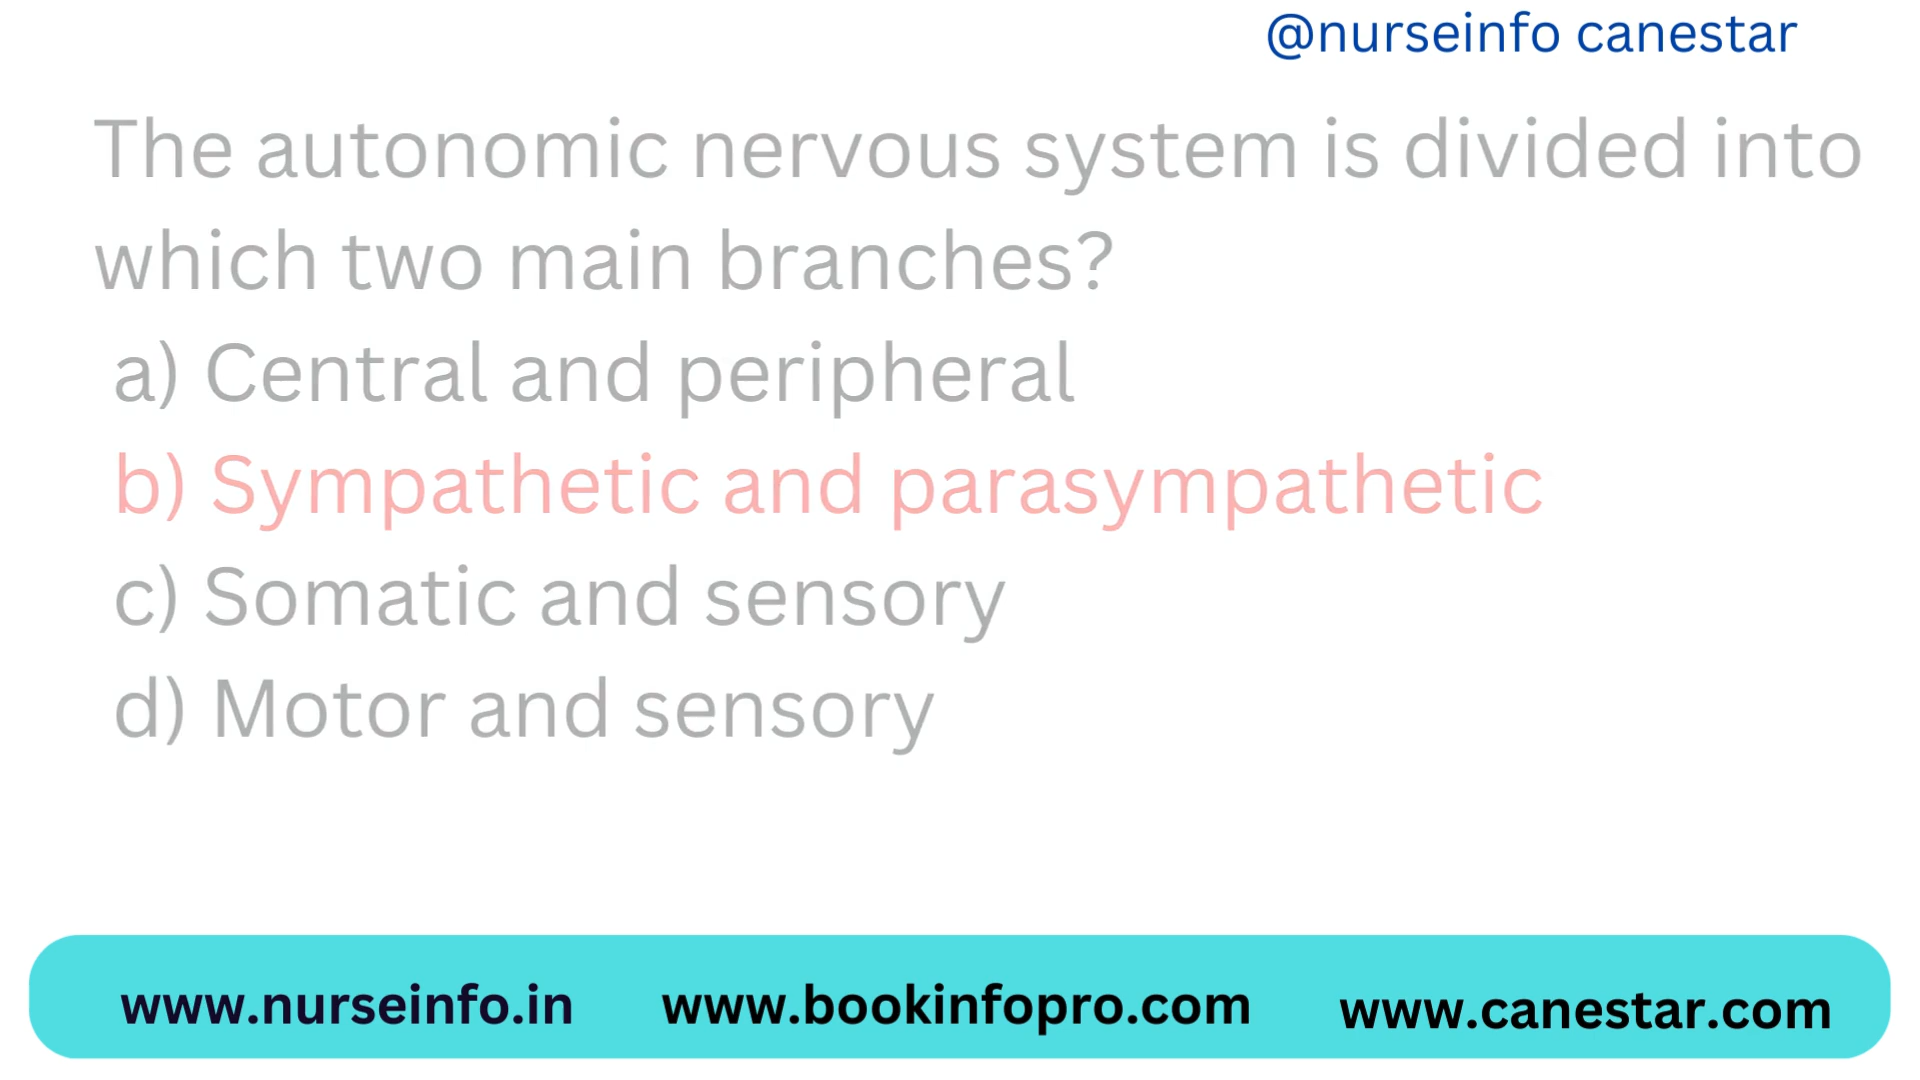 @nurseinfo canestar
The autonomic nervous system is divided into
which two main branches?
a) Central and peripheral
b) Sympathetic and parasympathetic
c) Somatic and sensory
d) Motor and sensory
www.nurseinfo.in www.bookinfopro.com www.canestar.com